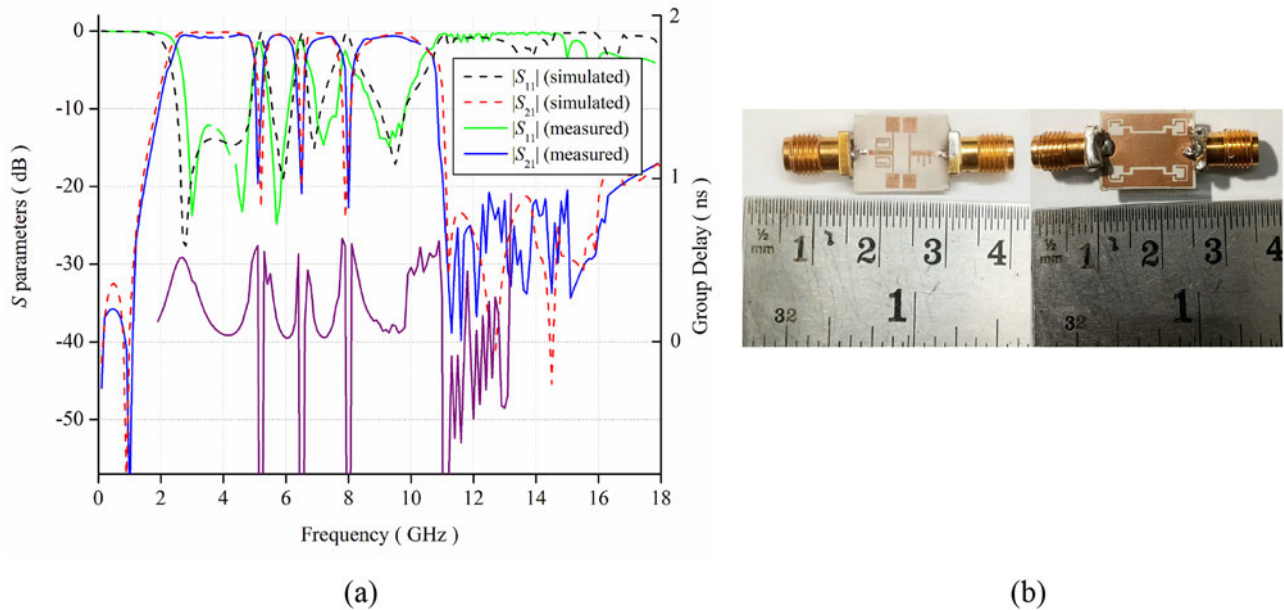 0
-10
-20
-30
-40
-50
S parameters ( dB )
0 2 4 6 8 10 12 14 16 18
Frequency ( GHz )
2
1
0
Group Delay ( ns )
|S11| (simulated)
|S21| (simulated)
|S11| (measured)
|S21| (measured)
(a)
½
mm
1 2 3 4
32
1
½
mm
1 2 3 4
32
1
(b)